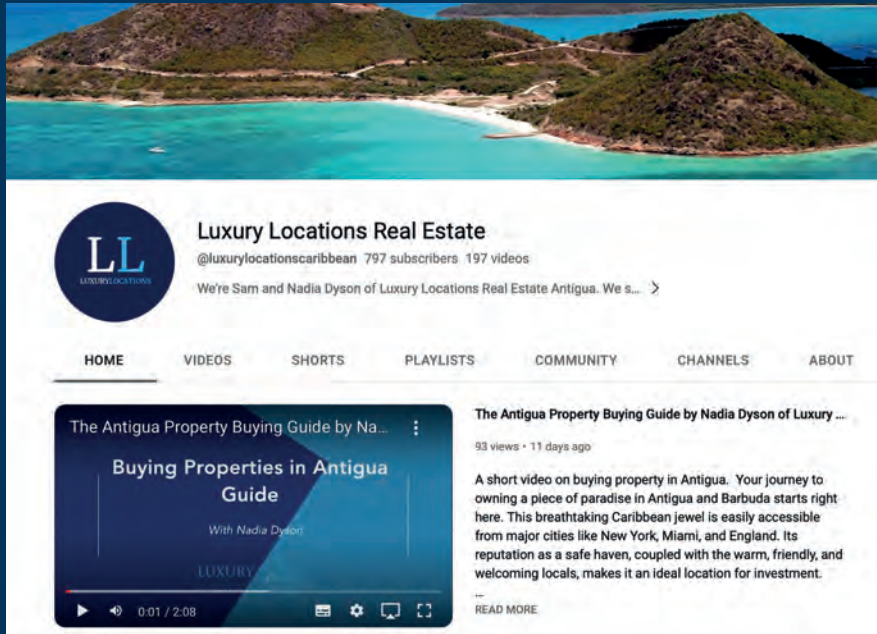 LL
LUXURYLOCATIONS
Luxury Locations Real Estate
@luxurylocationscaribbean 797 subscribers 197 videos
We're Sam and Nadia Dyson of Luxury Locations Real Estate Antigua. We s...
HOME VIDEOS SHORTS PLAYLISTS COMMUNITY CHANNELS ABOUT
The Antigua Property Buying Guide by Na...
Buying Properties in Antigua
Guide
With Nadia Dyson
LUXURY
0:01 / 2:08
The Antigua Property Buying Guide by Nadia Dyson of Luxury ...
93 views • 11 days ago
A short video on buying property in Antigua. Your journey to
owning a piece of paradise in Antigua and Barbuda starts right
here. This breathtaking Caribbean jewel is easily accessible
from major cities like New York, Miami, and England. Its
reputation as a safe haven, coupled with the warm, friendly, and
welcoming locals, makes it an ideal location for investment.
...
READ MORE